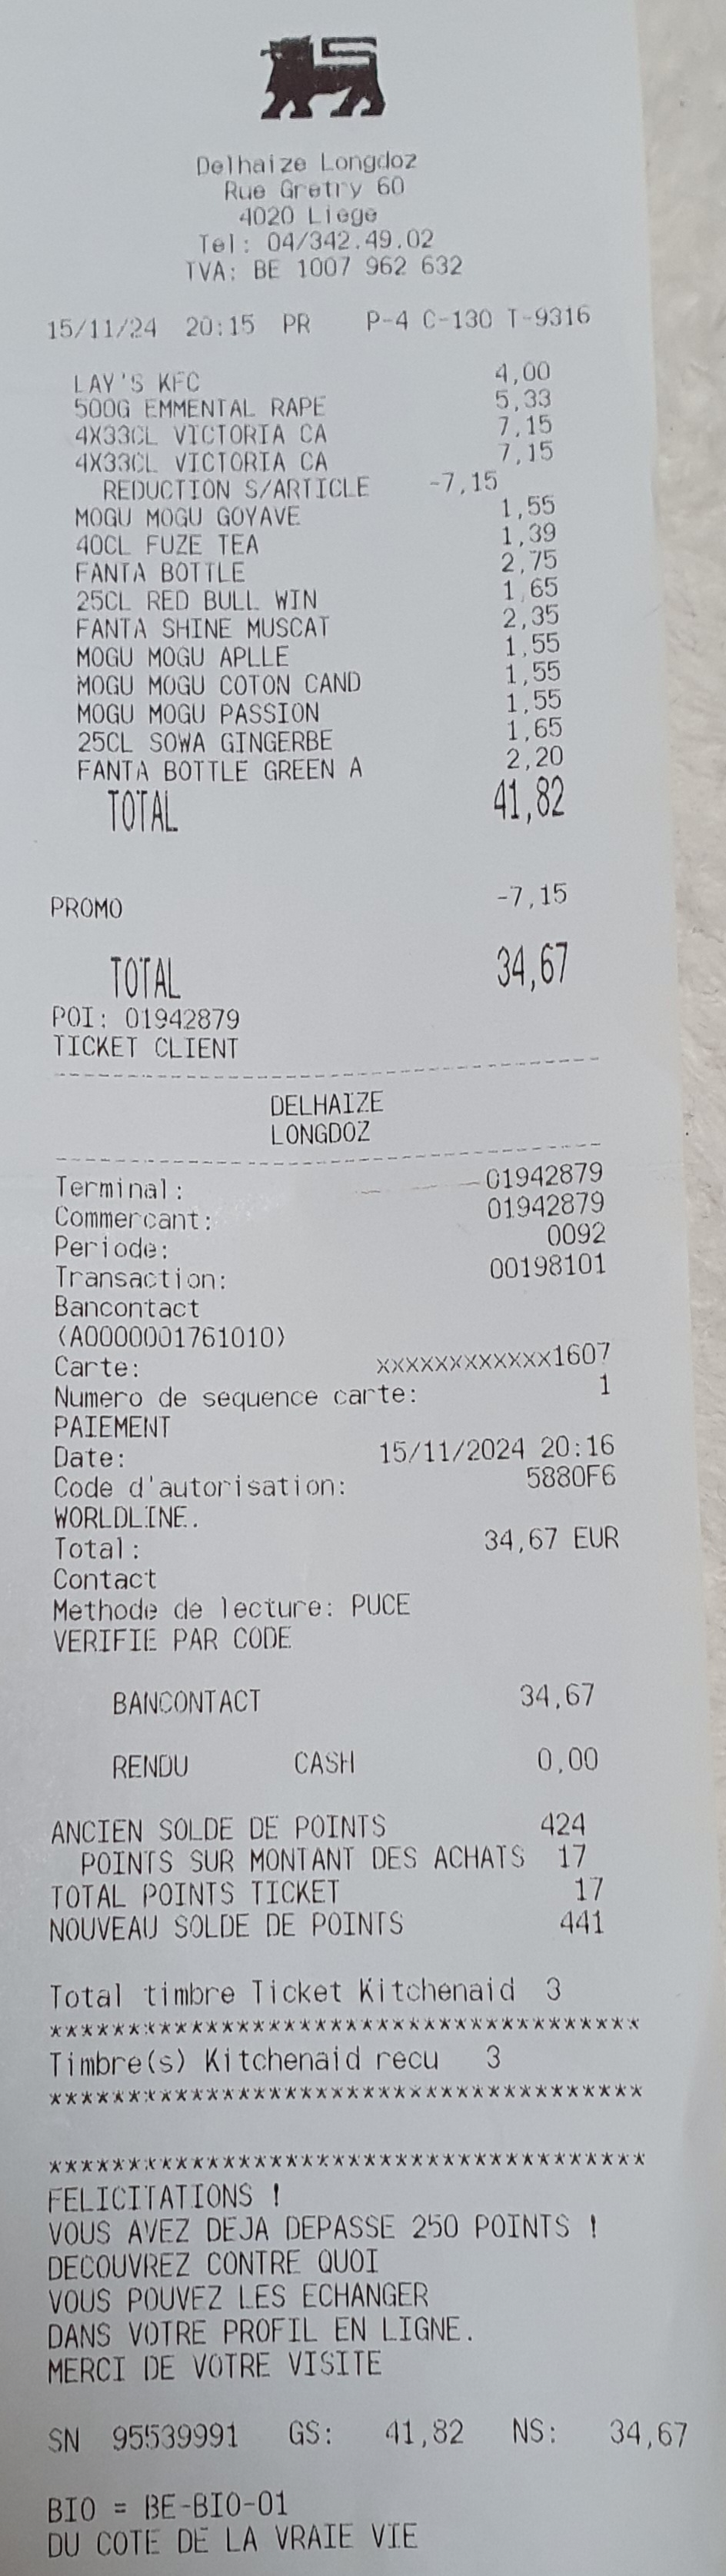 Delhaize Longdoz
Rue Gretry 60
4020 Liege
Tel: 04/342.49.02
TVA: BE 1007 962 632
15/11/24 20:15 PR P-4 C-130 T-9316
LAY'S KFC 4,00
500G EMMENTAL RAPE 5,33
4X33CL VICTORIA CA 7,15
4X33CL VICTORIA CA 7,15
REDUCTION S/ARTICLE -7,15
MOGU MOGU GOYAVE 1,55
40CL FUZE TEA 1,39
FANTA BOTTLE 2,75
25CL RED BULL WIN 1,65
FANTA SHINE MUSCAT 2,35
MOGU MOGU APLLE 1,55
MOGU MOGU COTON CAND 1,55
MOGU MOGU PASSION 1,55
25CL SOWA GINGERBE 1,65
FANTA BOTTLE GREEN A 2,20
TOTAL 41,82
PROMO -7,15
TOTAL 34,67
POI: 01942879
TICKET CLIENT
DELHAIZE
LONGDOZ
Terminal: 01942879
Commercant: 01942879
Periode: 0092
Transaction: 00198101
Bancontact
(A0000001761010)
Carte: xxxxxxxxxxxx1607
Numero de sequence carte: 1
PAIEMENT
Date: 15/11/2024 20:16
Code d'autorisation: 5880F6
WORLDLINE.
Total: 34,67 EUR
Contact
Methode de lecture: PUCE
VERIFIE PAR CODE
BANCONTACT 34,67
RENDU CASH 0,00
ANCIEN SOLDE DE POINTS 424
POINTS SUR MONTANT DES ACHATS 17
TOTAL POINTS TICKET 17
NOUVEAU SOLDE DE POINTS 441
Total timbre Ticket Kitchenaid 3
**************************************
Timbre(s) Kitchenaid recu 3
**************************************
**************************************
FELICITATIONS !
VOUS AVEZ DEJA DEPASSE 250 POINTS !
DECOUVREZ CONTRE QUOI
VOUS POUVEZ LES ECHANGER
DANS VOTRE PROFIL EN LIGNE.
MERCI DE VOTRE VISITE
SN 95539991 GS: 41,82 NS: 34,67
BIO = BE-BIO-01
DU COTE DE LA VRAIE VIE